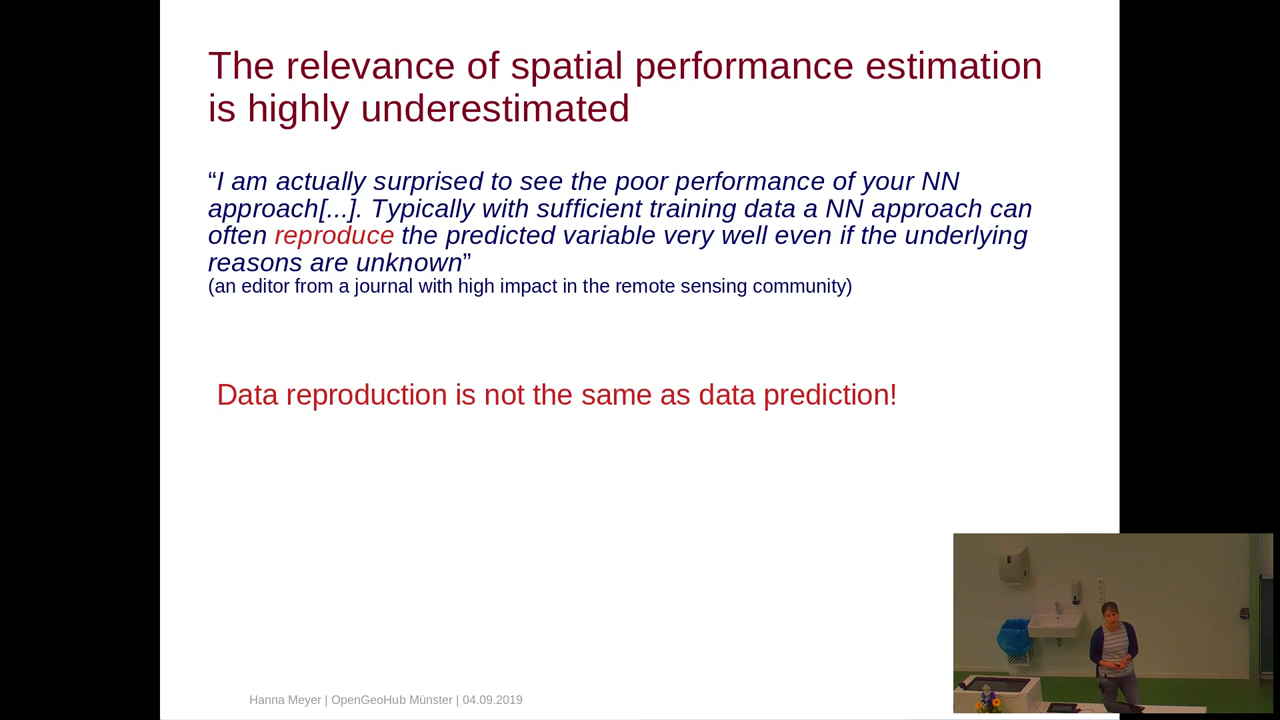 The relevance of spatial performance estimation
is highly underestimated
“I am actually surprised to see the poor performance of your NN
approach[...]. Typically with sufficient training data a NN approach can
often reproduce the predicted variable very well even if the underlying
reasons are unknown”
(an editor from a journal with high impact in the remote sensing community)
Data reproduction is not the same as data prediction!
Hanna Meyer | OpenGeoHub Münster | 04.09.2019